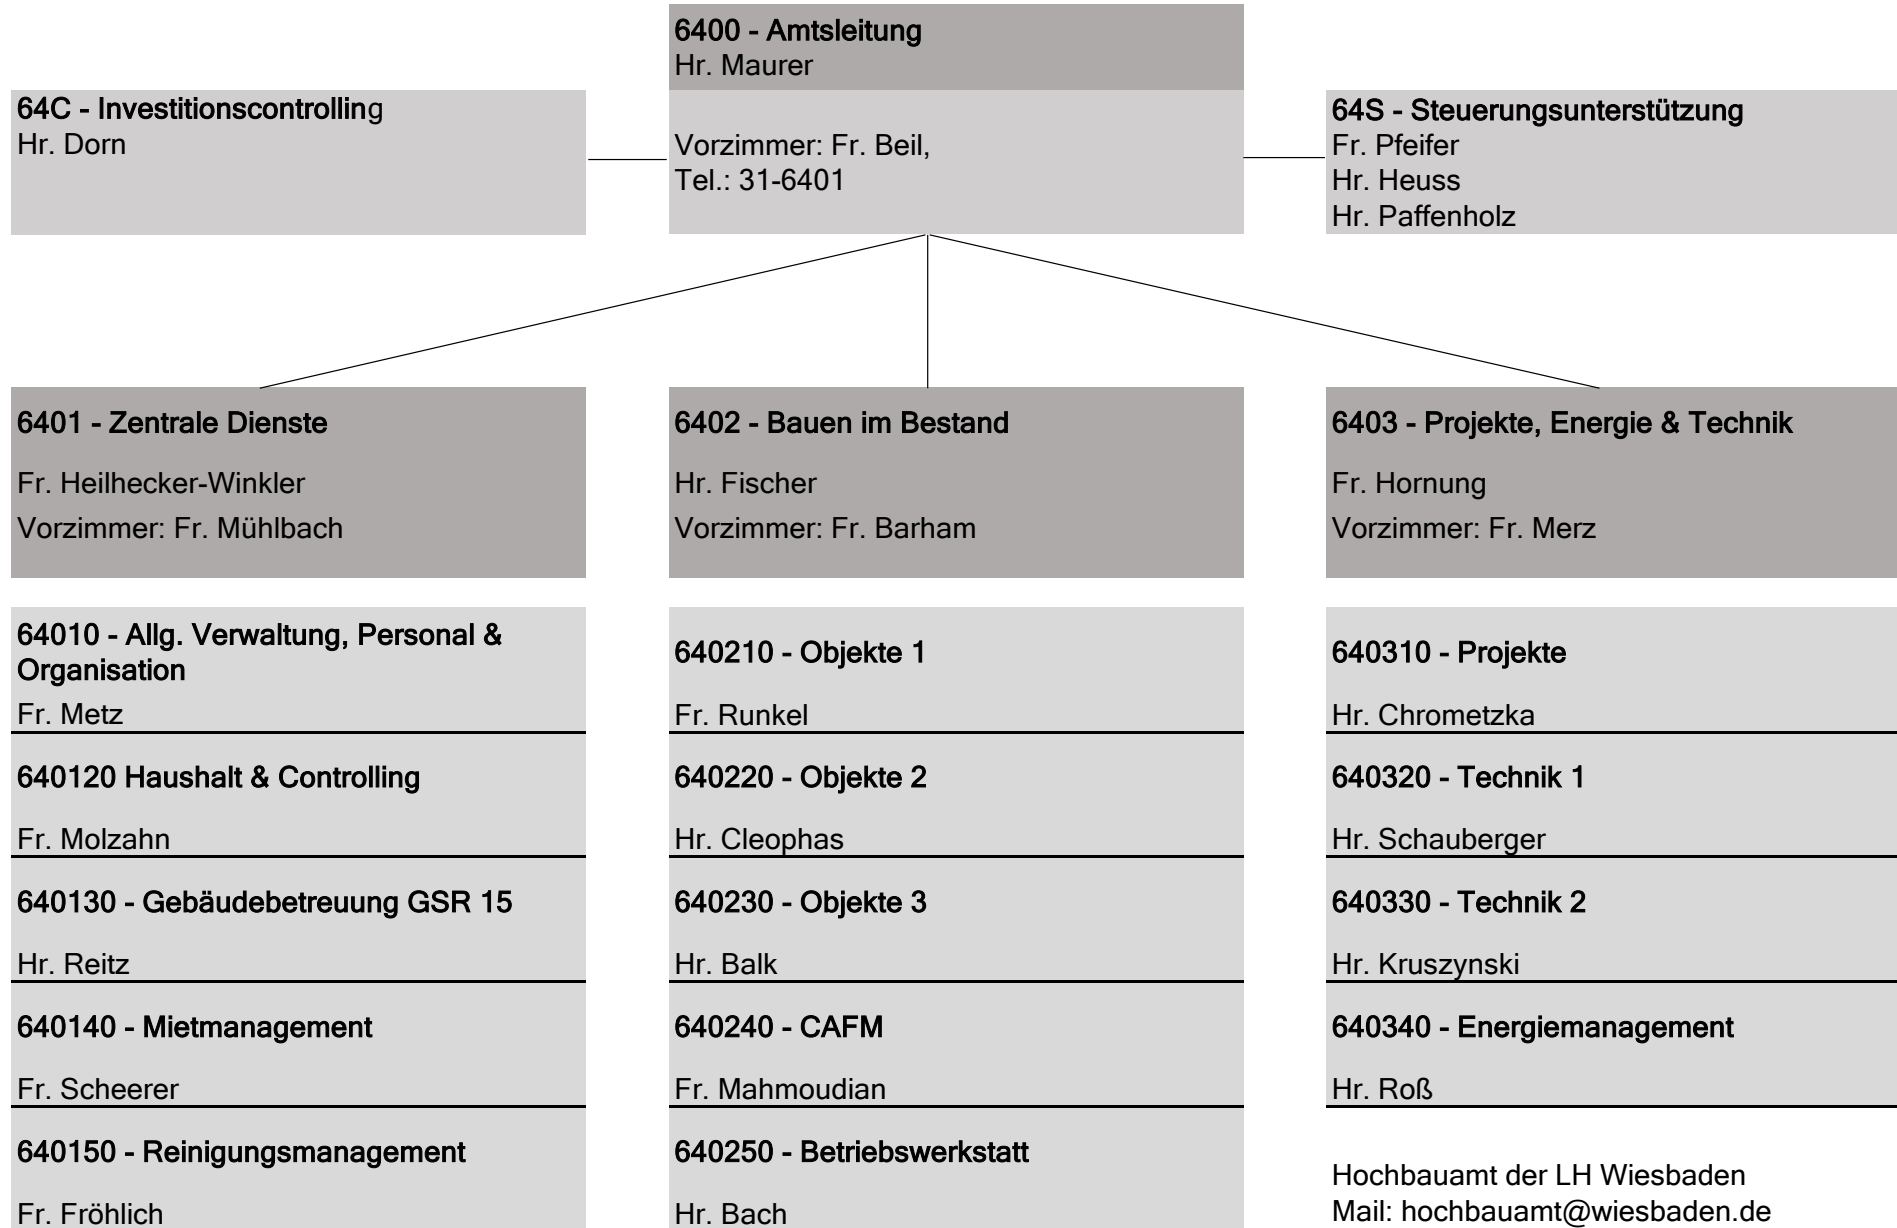 6400 - Amtsleitung
Hr. Maurer
64C - Investitionscontrolling
Hr. Dorn
Vorzimmer: Fr. Beil,
Tel.: 31-6401
64S - Steuerungsunterstützung
Fr. Pfeifer
Hr. Heuss
Hr. Paffenholz
6401 - Zentrale Dienste
Fr. Heilhecker-Winkler
Vorzimmer: Fr. Mühlbach
6402 - Bauen im Bestand
Hr. Fischer
Vorzimmer: Fr. Barham
6403 - Projekte, Energie & Technik
Fr. Hornung
Vorzimmer: Fr. Merz
64010 - Allg. Verwaltung, Personal &
Organisation
Fr. Metz
640120 Haushalt & Controlling
Fr. Molzahn
640130 - Gebäudebetreuung GSR 15
Hr. Reitz
640140 - Mietmanagement
Fr. Scheerer
640150 - Reinigungsmanagement
Fr. Fröhlich
640210 - Objekte 1
Fr. Runkel
640220 - Objekte 2
Hr. Cleophas
640230 - Objekte 3
Hr. Balk
640240 - CAFM
Fr. Mahmoudian
640250 - Betriebswerkstatt
Hr. Bach
640310 - Projekte
Hr. Chrometzka
640320 - Technik 1
Hr. Schauberger
640330 - Technik 2
Hr. Kruszynski
640340 - Energiemanagement
Hr. Roß
Hochbauamt der LH Wiesbaden
Mail: hochbauamt@wiesbaden.de